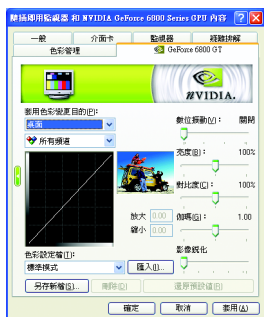 隨插即用監視器 和 NVIDIA GeForce 6800 Series GPU 內容
一般
介面卡
監視器
疑難排解
色彩管理
GeForce 6800 GT
NVIDIA.
套用色彩變更目的(P):
桌面
所有頻道
數位振動(V): 關閉
亮度(B): 100%
對比度(C): 100%
放大 0.00
伽瑪(G): 1.00
縮小 0.00
影像銳化
色彩設定檔(T):
標準模式
匯入(I)...
另存新檔(S)...
刪除(D)
還原預設值(R)
確定
取消
套用(A)